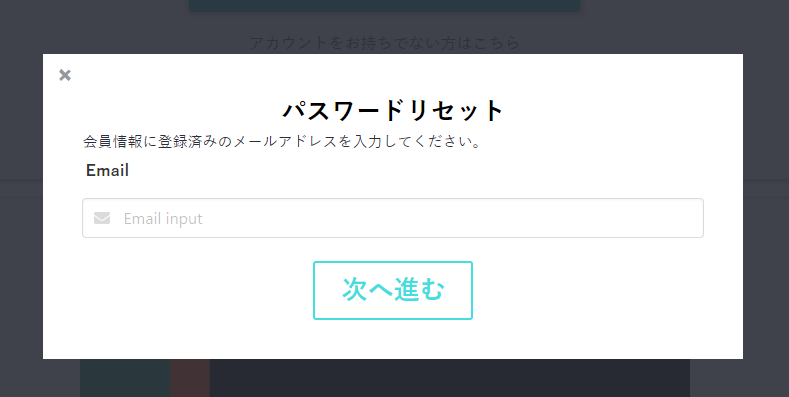 アカウントをお持ちでない方はこちら
×
パスワードリセット
会員情報に登録済みのメールアドレスを入力してください。
Email
Email input
次へ進む